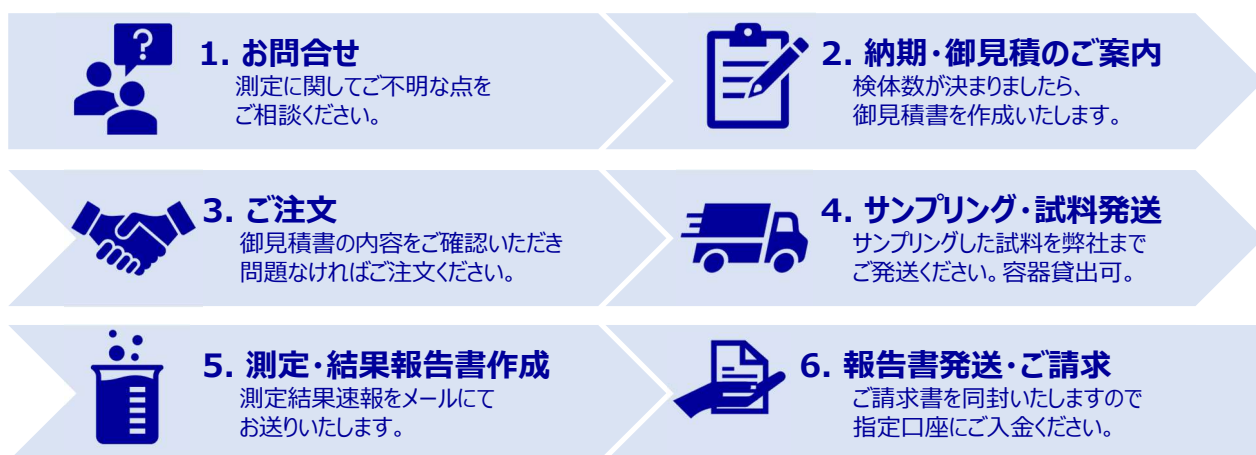 ?
1. お問合せ
測定に関してご不明な点を
ご相談ください。
2. 納期・御見積のご案内
検体数が決まりましたら、
御見積書を作成いたします。
3. ご注文
御見積書の内容をご確認いただき
問題なければご注文ください。
4. サンプリング・試料発送
サンプリングした試料を弊社まで
ご発送ください。容器貸出可。
5. 測定・結果報告書作成
測定結果速報をメールにて
お送りいたします。
6. 報告書発送・ご請求
ご請求書を同封いたしますので
指定口座にご入金ください。